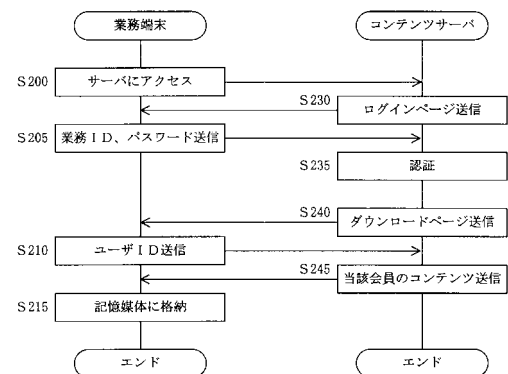 業務端末
コンテンツサーバ
S200
サーバにアクセス
S230
ログインページ送信
S205
業務ID、パスワード送信
S235
認証
S240
ダウンロードページ送信
S210
ユーザID送信
S245
当該会員のコンテンツ送信
S215
記憶媒体に格納
エンド
エンド